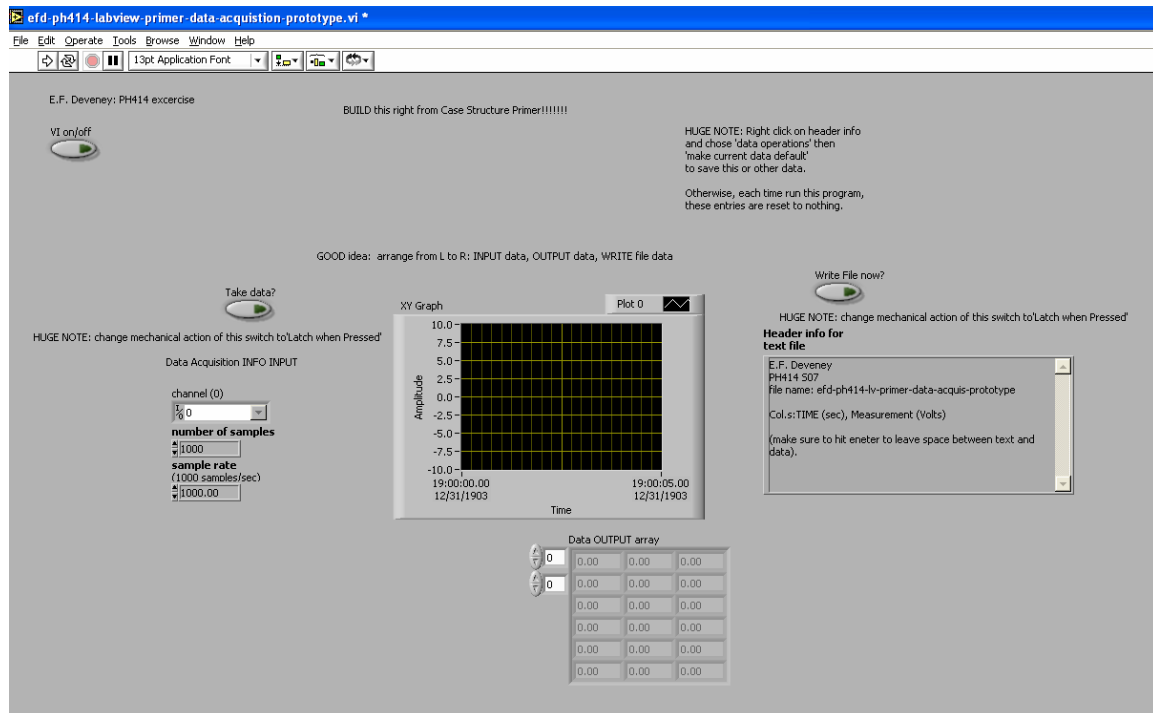 efd-ph414-labview-primer-data-acquistion-prototype.vi *
File Edit Operate Tools Browse Window Help
13pt Application Font
E.F. Deveney: PH414 excercise
BUILD this right from Case Structure Primer!!!!!!!
VI on/off
HUGE NOTE: Right click on header info
and chose 'data operations' then
'make current data default'
to save this or other data.
Otherwise, each time run this program,
these entries are reset to nothing.
GOOD idea: arrange from L to R: INPUT data, OUTPUT data, WRITE file data
Take data?
HUGE NOTE: change mechanical action of this switch to'Latch when Pressed'
Data Acquisition INFO INPUT
channel (0)
0
number of samples
1000
sample rate
(1000 samples/sec)
1000.00
XY Graph
Plot 0
10.0
7.5
5.0
2.5
0.0
-2.5
-5.0
-7.5
-10.0
Amplitude
19:00:00.00 19:00:05.00
12/31/1903 12/31/1903
Time
Write File now?
HUGE NOTE: change mechanical action of this switch to'Latch when Pressed'
Header info for
text file
E.F. Deveney
PH414 S07
file name: efd-ph414-lv-primer-data-acquis-prototype
Col.s:TIME (sec), Measurement (Volts)
(make sure to hit eneter to leave space between text and
data).
Data OUTPUT array
0 0.00 0.00 0.00
0 0.00 0.00 0.00
0.00 0.00 0.00
0.00 0.00 0.00
0.00 0.00 0.00
0.00 0.00 0.00